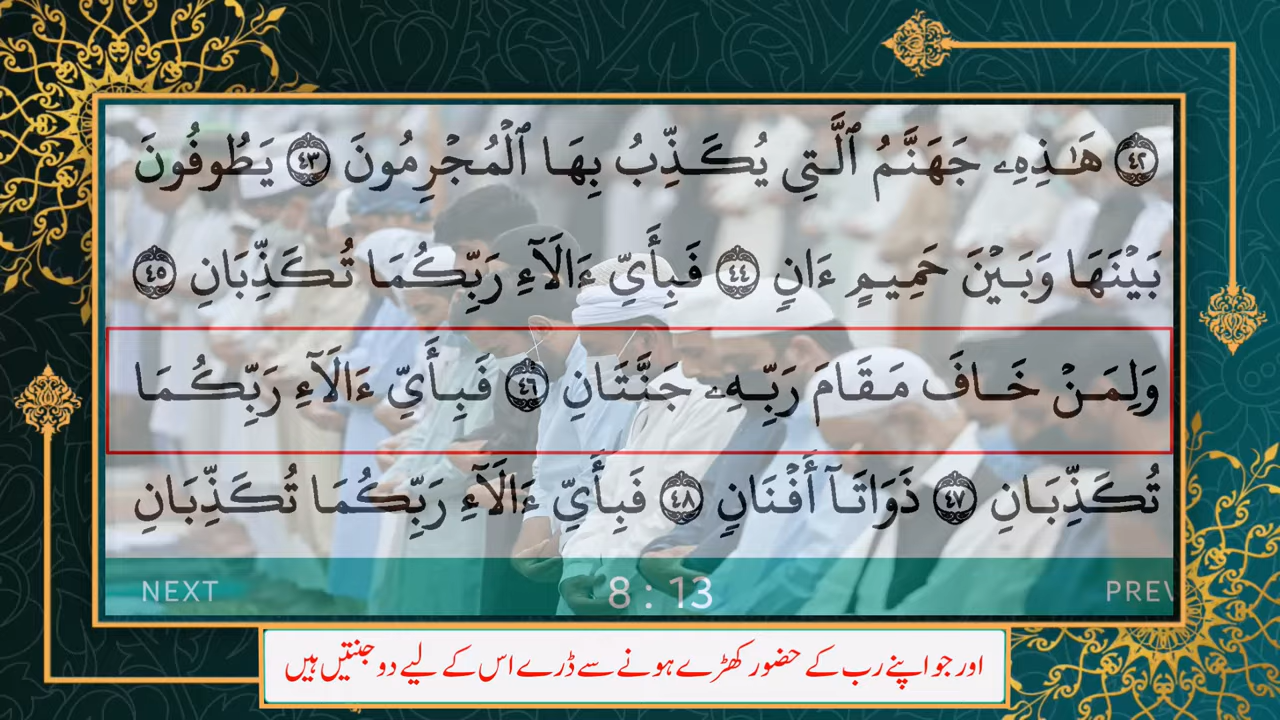 ٤٢ هَـٰذِهِۦ جَهَنَّمُ ٱلَّتِي يُكَذِّبُ بِهَا ٱلْمُجْرِمُونَ ٤٣ يَطُوفُونَ
بَيْنَهَا وَبَيْنَ حَمِيمٍ ءَانٍ ٤٤ فَبِأَيِّ ءَالَآءِ رَبِّكُمَا تُكَذِّبَانِ ٤٥
وَلِمَنْ خَافَ مَقَامَ رَبِّهِۦ جَنَّتَانِ ٤٦ فَبِأَيِّ ءَالَآءِ رَبِّكُمَا
تُكَذِّبَانِ ٤٧ ذَوَاتَآ أَفْنَانٍ ٤٨ فَبِأَيِّ ءَالَآءِ رَبِّكُمَا تُكَذِّبَانِ
NEXT 8 : 13 PREV
اور جو اپنے رب کے حضور کھڑے ہونے سے ڈرے اس کے لیے دو جنتیں ہیں